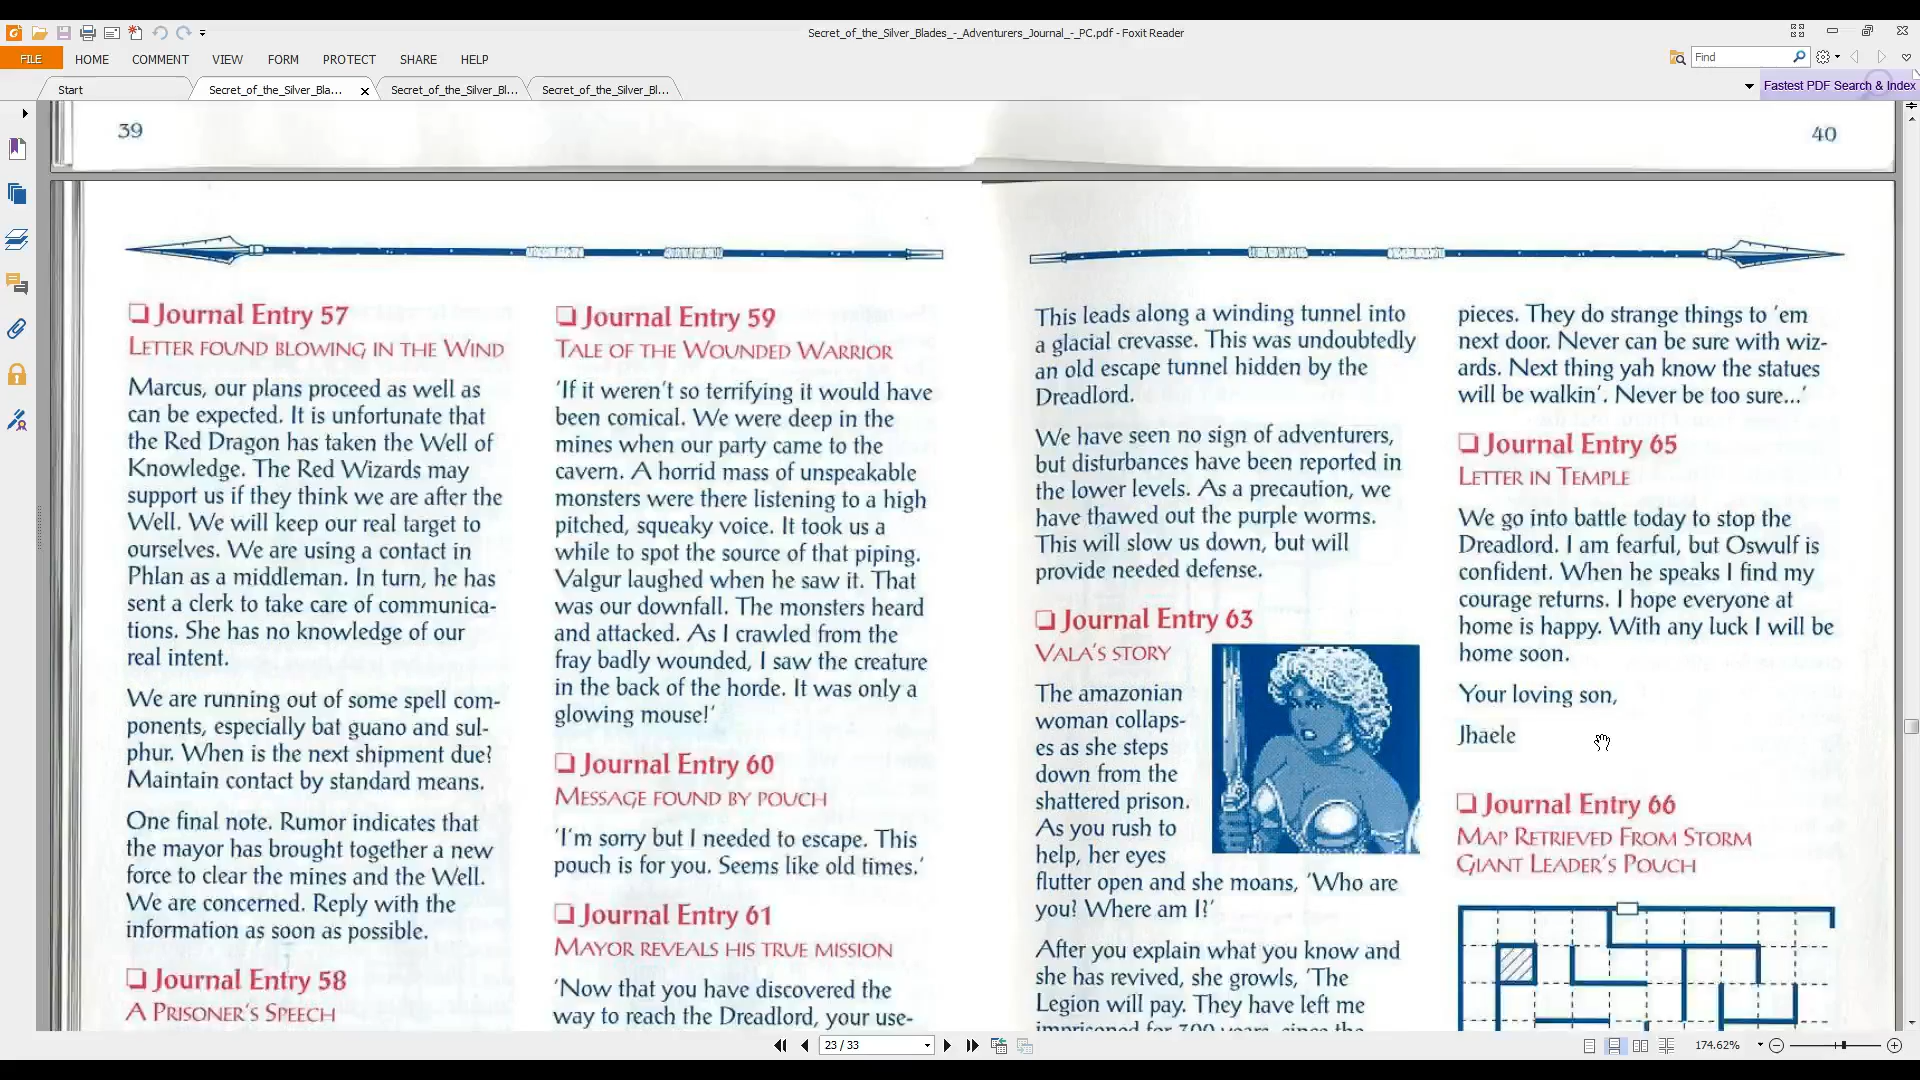 Secret_of_the_Silver_Blades_-_Adventurers_Journal_-_PC.pdf - Foxit Reader
FILE HOME COMMENT VIEW FORM PROTECT SHARE HELP
Find
Start
Secret_of_the_Silver_Bla...
Secret_of_the_Silver_Bl...
Secret_of_the_Silver_Bl...
Fastest PDF Search & Index
39
40
Journal Entry 57
LETTER FOUND BLOWING IN THE WIND
Marcus, our plans proceed as well as
can be expected. It is unfortunate that
the Red Dragon has taken the Well of
Knowledge. The Red Wizards may
support us if they think we are after the
Well. We will keep our real target to
ourselves. We are using a contact in
Phlan as a middleman. In turn, he has
sent a clerk to take care of communica-
tions. She has no knowledge of our
real intent.
We are running out of some spell com-
ponents, especially bat guano and sul-
phur. When is the next shipment due?
Maintain contact by standard means.
One final note. Rumor indicates that
the mayor has brought together a new
force to clear the mines and the Well.
We are concerned. Reply with the
information as soon as possible.
Journal Entry 58
A PRISONER'S SPEECH
Journal Entry 59
TALE OF THE WOUNDED WARRIOR
'If it weren't so terrifying it would have
been comical. We were deep in the
mines when our party came to the
cavern. A horrid mass of unspeakable
monsters were there listening to a high
pitched, squeaky voice. It took us a
while to spot the source of that piping.
Valgur laughed when he saw it. That
was our downfall. The monsters heard
and attacked. As I crawled from the
fray badly wounded, I saw the creature
in the back of the horde. It was only a
glowing mouse!'
Journal Entry 60
MESSAGE FOUND BY POUCH
'I'm sorry but I needed to escape. This
pouch is for you. Seems like old times.'
Journal Entry 61
MAYOR REVEALS HIS TRUE MISSION
'Now that you have discovered the
way to reach the Dreadlord, your use-
This leads along a winding tunnel into
a glacial crevasse. This was undoubtedly
an old escape tunnel hidden by the
Dreadlord.
We have seen no sign of adventurers,
but disturbances have been reported in
the lower levels. As a precaution, we
have thawed out the purple worms.
This will slow us down, but will
provide needed defense.
Journal Entry 63
VALA'S STORY
The amazonian
woman collaps-
es as she steps
down from the
shattered prison.
As you rush to
help, her eyes
flutter open and she moans, 'Who are
you? Where am I?'
After you explain what you know and
she has revived, she growls, 'The
Legion will pay. They have left me
imprisoned for 300 years, since the
pieces. They do strange things to 'em
next door. Never can be sure with wiz-
ards. Next thing yah know the statues
will be walkin'. Never be too sure...'
Journal Entry 65
LETTER IN TEMPLE
We go into battle today to stop the
Dreadlord. I am fearful, but Oswulf is
confident. When he speaks I find my
courage returns. I hope everyone at
home is happy. With any luck I will be
home soon.
Your loving son,
Jhaele
Journal Entry 66
MAP RETRIEVED FROM STORM
GIANT LEADER'S POUCH
23 / 33
174.62%